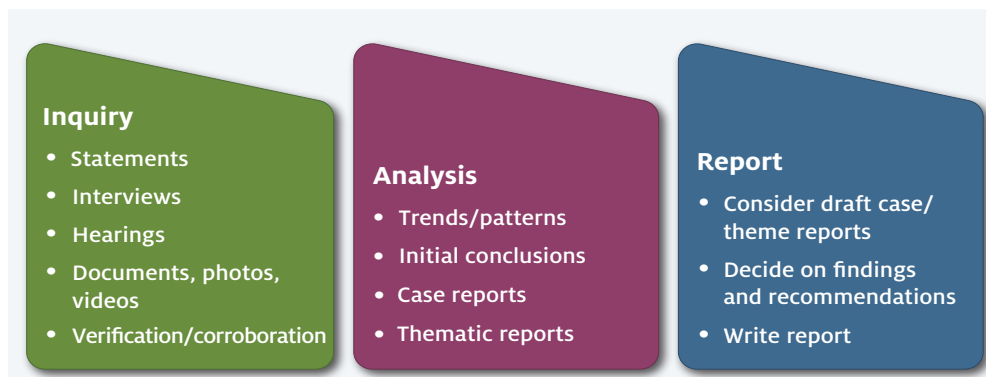 Inquiry
• Statements
• Interviews
• Hearings
• Documents, photos,
videos
• Verification/corroboration
Analysis
• Trends/patterns
• Initial conclusions
• Case reports
• Thematic reports
Report
• Consider draft case/
theme reports
• Decide on findings
and recommendations
• Write report